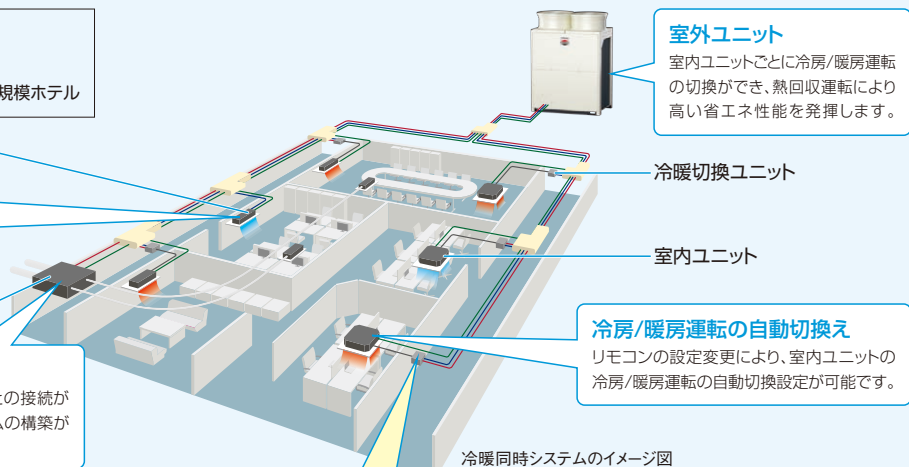 規模ホテル
室外ユニット
室内ユニットごとに冷房/暖房運転
の切換ができ、熱回収運転により
高い省エネ性能を発揮します。
冷暖切換ユニット
室内ユニット
冷房/暖房運転の自動切換え
リモコンの設定変更により、室内ユニットの
冷房/暖房運転の自動切換設定が可能です。
との接続が
ムの構築が
冷暖同時システムのイメージ図